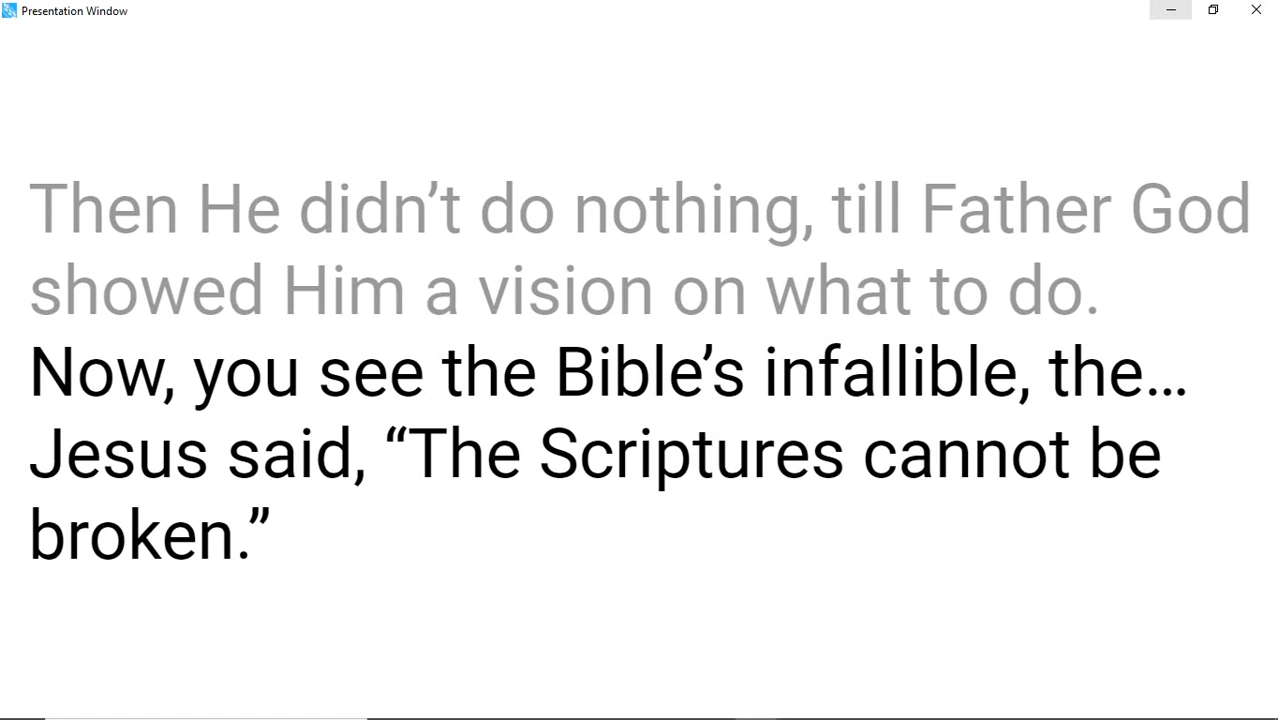 Presentation Window
Then He didn’t do nothing, till Father God
showed Him a vision on what to do.
Now, you see the Bible’s infallible, the…
Jesus said, “The Scriptures cannot be
broken.”